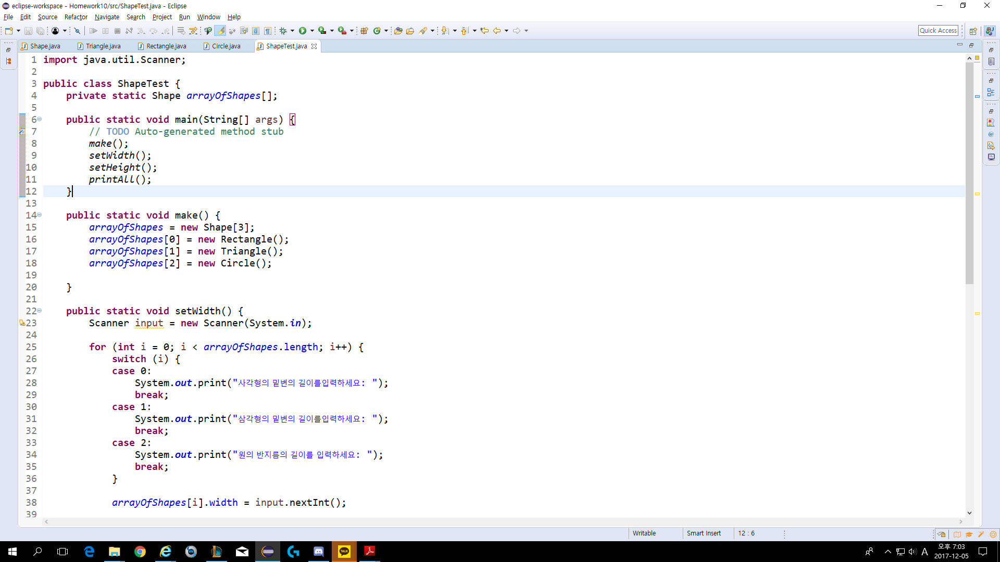 eclipse-workspace - Homework10/src/ShapeTest.java - Eclipse
File Edit Source Refactor Navigate Search Project Run Window Help
Quick Access
Shape.java Triangle.java Rectangle.java Circle.java ShapeTest.java
1 import java.util.Scanner;
2
3 public class ShapeTest {
4 private static Shape arrayOfShapes[];
5
6 public static void main(String[] args) {
7 // TODO Auto-generated method stub
8 make();
9 setWidth();
10 setHeight();
11 printAll();
12 }
13
14 public static void make() {
15 arrayOfShapes = new Shape[3];
16 arrayOfShapes[0] = new Rectangle();
17 arrayOfShapes[1] = new Triangle();
18 arrayOfShapes[2] = new Circle();
19
20 }
21
22 public static void setWidth() {
23 Scanner input = new Scanner(System.in);
24
25 for (int i = 0; i < arrayOfShapes.length; i++) {
26 switch (i) {
27 case 0:
28 System.out.print("사각형의 밑변의 길이를입력하세요: ");
29 break;
30 case 1:
31 System.out.print("삼각형의 밑변의 길이를입력하세요: ");
32 break;
33 case 2:
34 System.out.print("원의 반지름의 길이를 입력하세요: ");
35 break;
36 }
37
38 arrayOfShapes[i].width = input.nextInt();
39
Writable Smart Insert 12 : 6
TALK
A
오후 7:03
2017-12-05